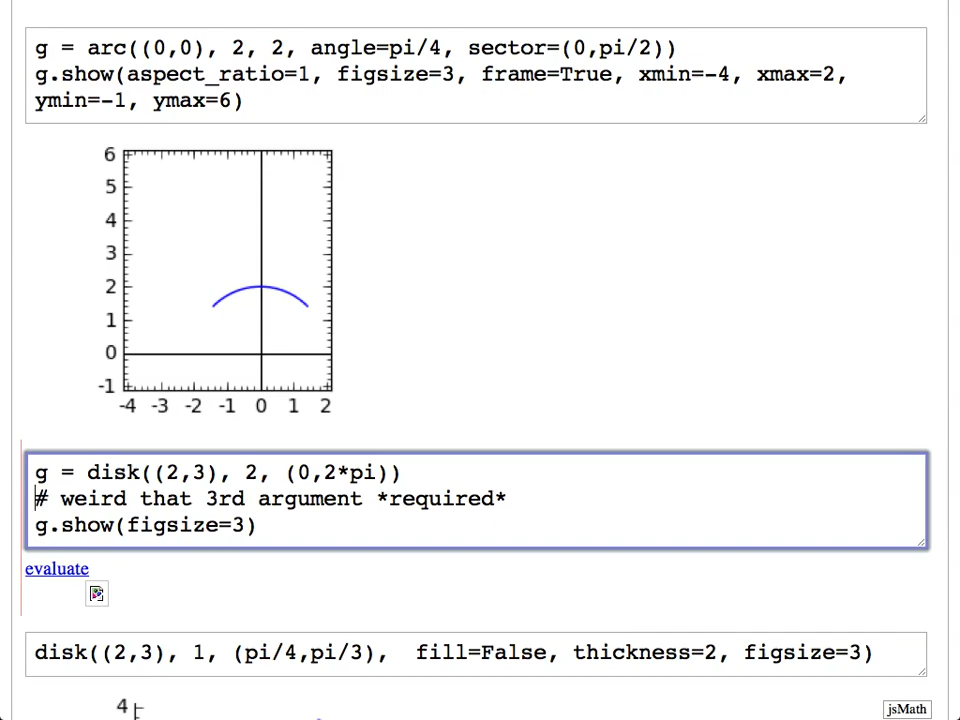 g = arc((0,0), 2, 2, angle=pi/4, sector=(0,pi/2))
g.show(aspect_ratio=1, figsize=3, frame=True, xmin=-4, xmax=2,
ymin=-1, ymax=6)
6
5
4
3
2
1
0
-1
-4 -3 -2 -1 0 1 2
g = disk((2,3), 2, (0,2*pi))
# weird that 3rd argument *required*
g.show(figsize=3)
evaluate
disk((2,3), 1, (pi/4,pi/3),  fill=False, thickness=2, figsize=3)
4
jsMath